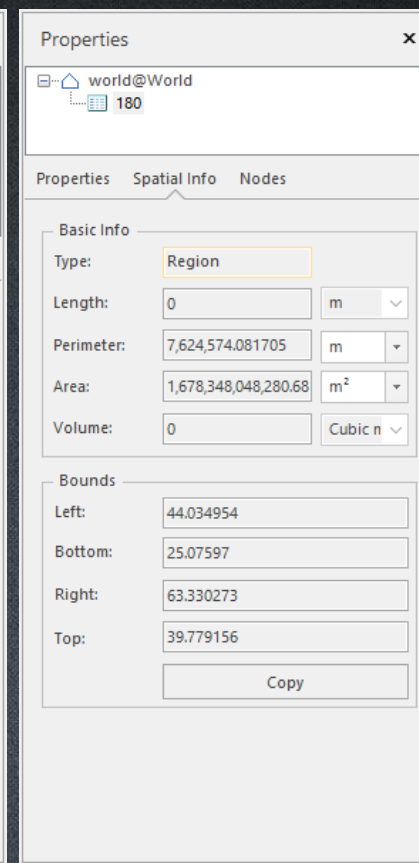 Properties
world@World
180
Properties Spatial Info Nodes
Basic Info
Type: Region
Length: 0 m
Perimeter: 7,624,574.081705 m
Area: 1,678,348,048,280.68 m²
Volume: 0 Cubic n
Bounds
Left: 44.034954
Bottom: 25.07597
Right: 63.330273
Top: 39.779156
Copy